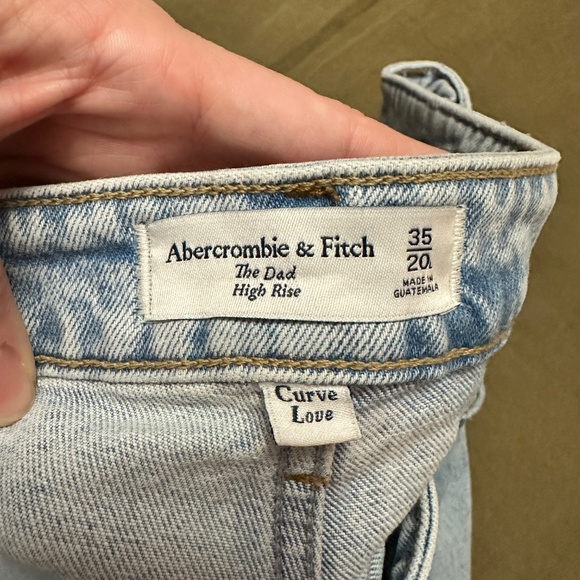 Abercrombie & Fitch
The Dad
High Rise
35
20
MADE IN
GUATEMALA
Curve
Love